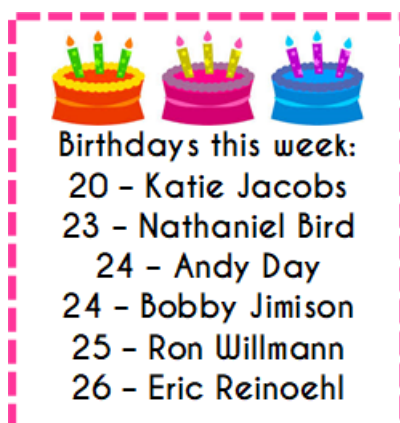 Birthdays this week:
20 – Katie Jacobs
23 – Nathaniel Bird
24 – Andy Day
24 – Bobby Jimison
25 – Ron Willmann
26 – Eric Reinoehl